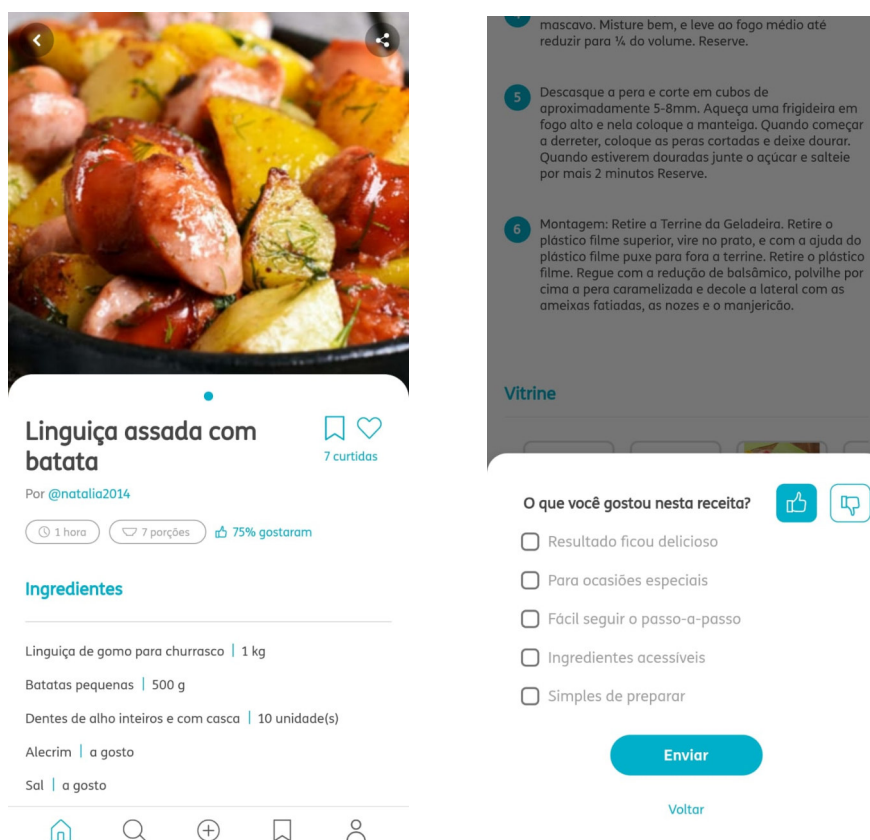 Linguiça assada com
batata
7 curtidas
Por @natalia2014
1 hora
7 porções
75% gostaram
Ingredientes
Linguiça de gomo para churrasco | 1 kg
Batatas pequenas | 500 g
Dentes de alho inteiros e com casca | 10 unidade(s)
Alecrim | a gosto
Sal | a gosto
mascavo. Misture bem, e leve ao fogo médio até
reduzir para ¼ do volume. Reserve.
5
Descasque a pera e corte em cubos de
aproximadamente 5-8mm. Aqueça uma frigideira em
fogo alto e nela coloque a manteiga. Quando começar
a derreter, coloque as peras cortadas e deixe dourar.
Quando estiverem douradas junte o açúcar e salteie
por mais 2 minutos Reserve.
6
Montagem: Retire a Terrine da Geladeira. Retire o
plástico filme superior, vire no prato, e com a ajuda do
plástico filme puxe para fora a terrine. Retire o plástico
filme. Regue com a redução de balsâmico, polvilhe por
cima a pera caramelizada e decole a lateral com as
ameixas fatiadas, as nozes e o manjericão.
Vitrine
O que você gostou nesta receita?
Resultado ficou delicioso
Para ocasiões especiais
Fácil seguir o passo-a-passo
Ingredientes acessíveis
Simples de preparar
Enviar
Voltar